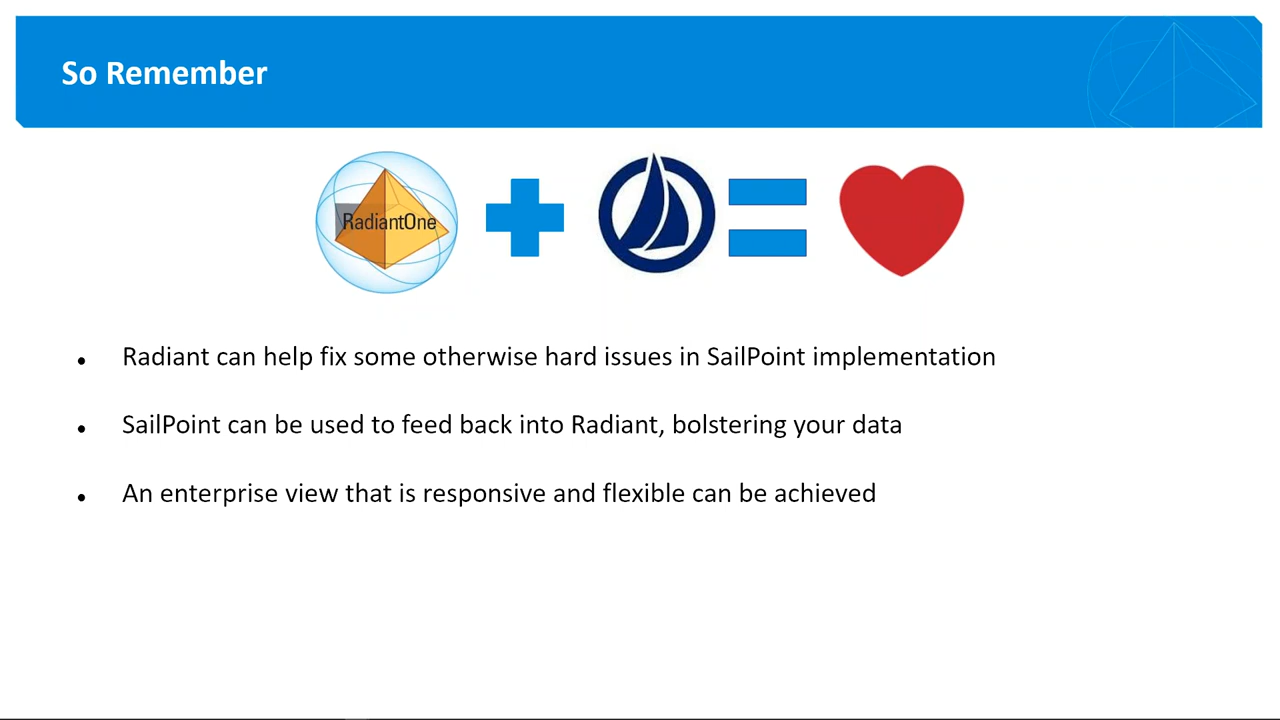 So Remember
RadiantOne
Radiant can help fix some otherwise hard issues in SailPoint implementation
SailPoint can be used to feed back into Radiant, bolstering your data
An enterprise view that is responsive and flexible can be achieved